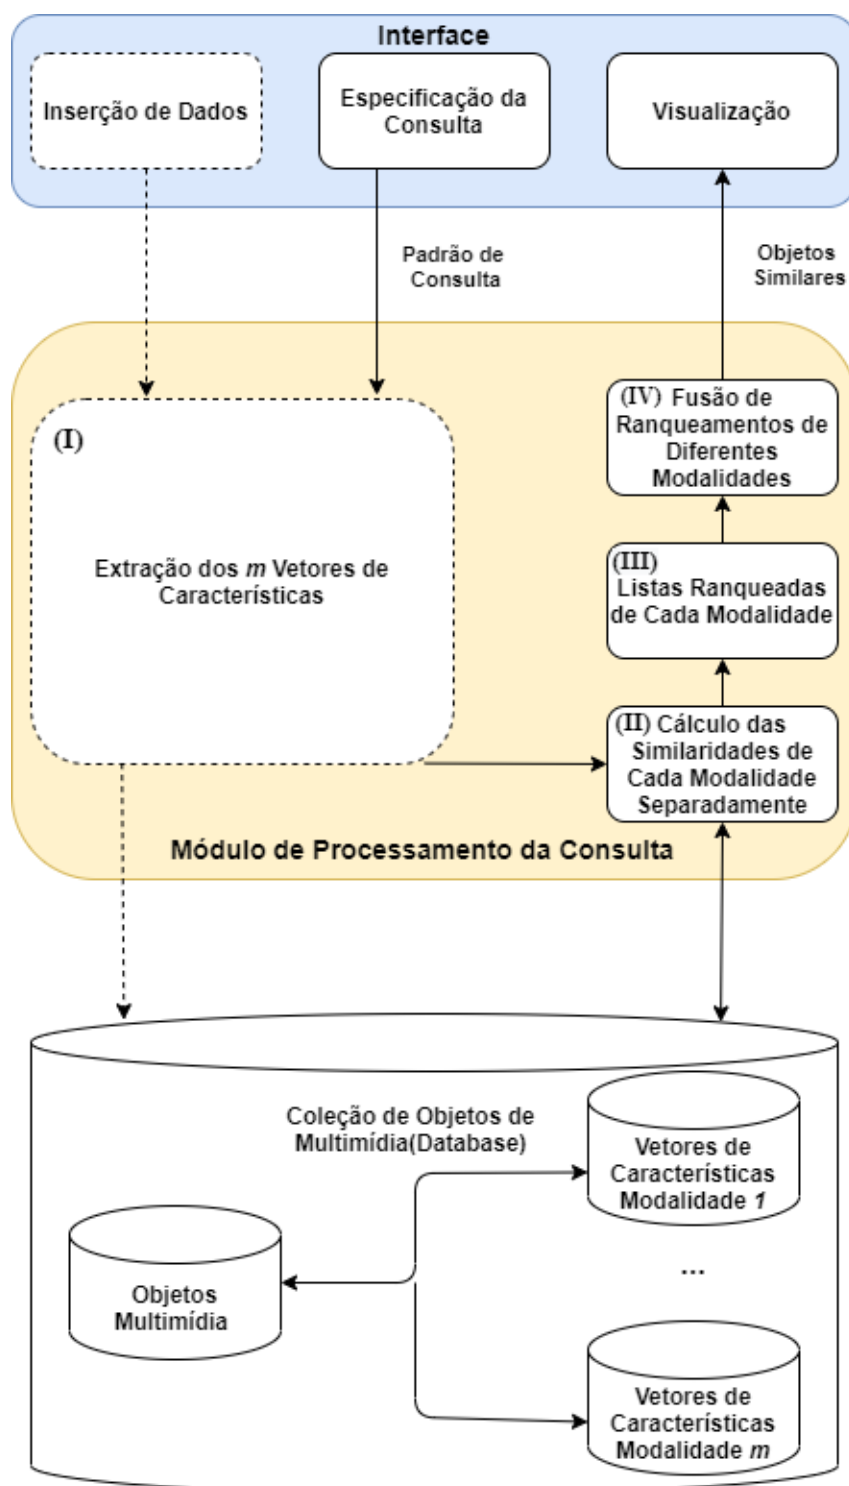 Interface
Inserção de Dados
Especificação da
Consulta
Visualização
Padrão de
Consulta
Objetos
Similares
(I)
Extração dos m Vetores de
Características
(IV) Fusão de
Ranqueamentos de
Diferentes
Modalidades
(III)
Listas Ranqueadas
de Cada Modalidade
(II) Cálculo das
Similaridades de
Cada Modalidade
Separadamente
Módulo de Processamento da Consulta
Coleção de Objetos de
Multimídia(Database)
Vetores de
Características
Modalidade 1
...
Objetos
Multimídia
Vetores de
Características
Modalidade m